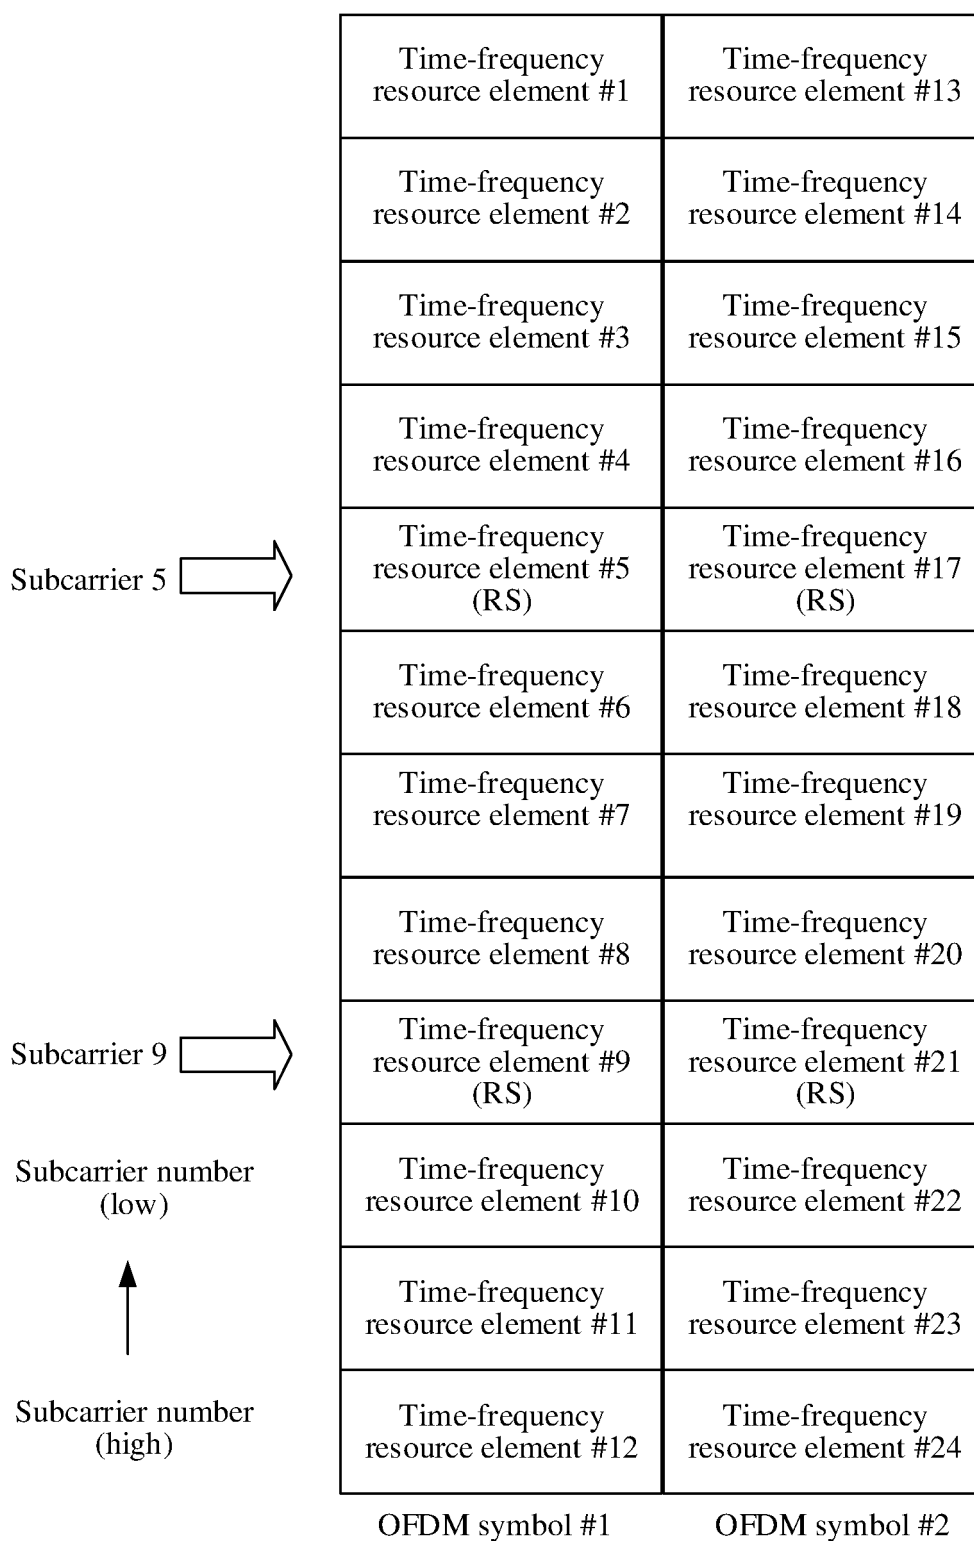 Time-frequency
resource element #1
Time-frequency
resource element #13
Time-frequency
resource element #2
Time-frequency
resource element #14
Time-frequency
resource element #3
Time-frequency
resource element #15
Time-frequency
resource element #4
Time-frequency
resource element #16
Subcarrier 5
Time-frequency
resource element #5
(RS)
Time-frequency
resource element #17
(RS)
Time-frequency
resource element #6
Time-frequency
resource element #18
Time-frequency
resource element #7
Time-frequency
resource element #19
Time-frequency
resource element #8
Time-frequency
resource element #20
Subcarrier 9
Time-frequency
resource element #9
(RS)
Time-frequency
resource element #21
(RS)
Subcarrier number
(low)
Time-frequency
resource element #10
Time-frequency
resource element #22
Time-frequency
resource element #11
Time-frequency
resource element #23
Subcarrier number
(high)
Time-frequency
resource element #12
Time-frequency
resource element #24
OFDM symbol #1
OFDM symbol #2